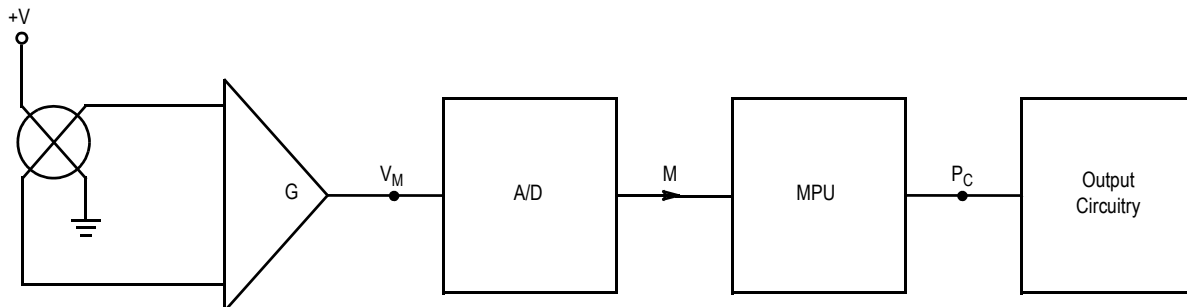 +V
G
V_M
A/D
M
MPU
P_C
Output
Circuitry